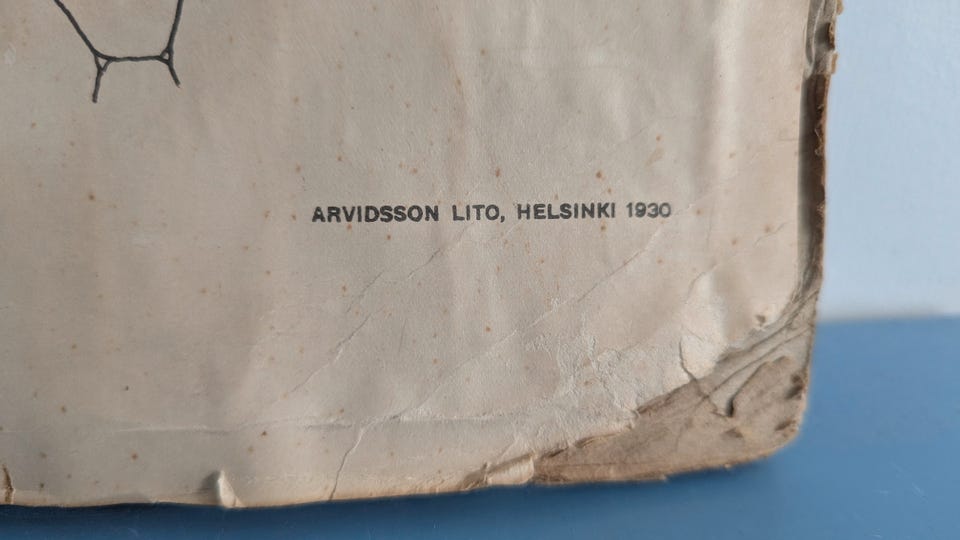 ARVIDSSON LITO, HELSINKI 1930